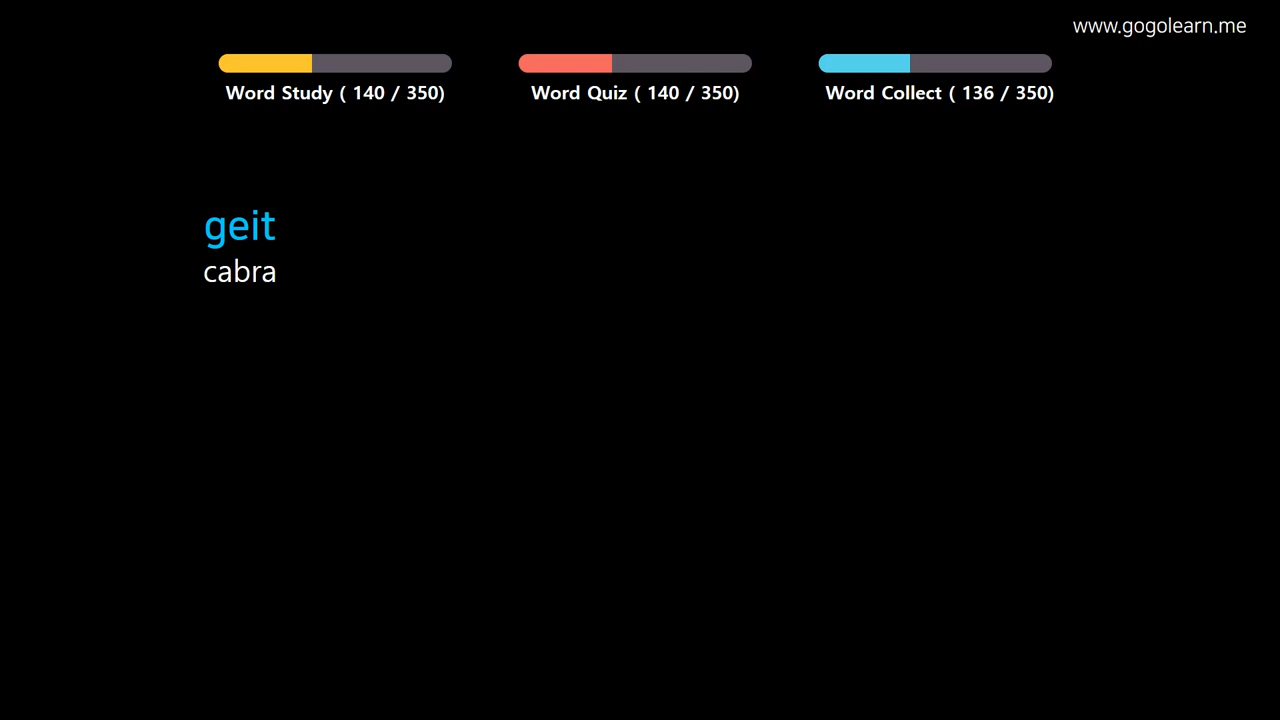 www.gogolearn.me
Word Study ( 140 / 350)
Word Quiz ( 140 / 350)
Word Collect ( 136 / 350)
geit
cabra